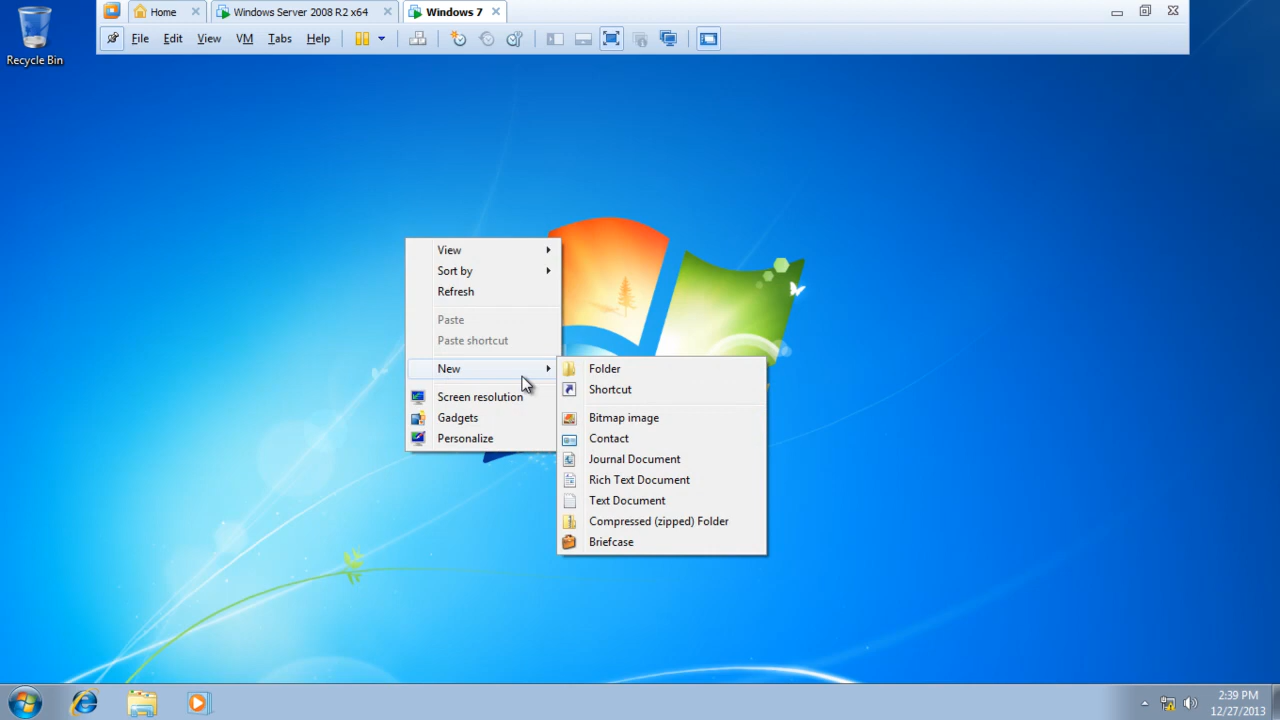 Home
Windows Server 2008 R2 x64
Windows 7
File Edit View VM Tabs Help
Recycle Bin
View
Sort by
Refresh
Paste
Paste shortcut
New
Screen resolution
Gadgets
Personalize
Folder
Shortcut
Bitmap image
Contact
Journal Document
Rich Text Document
Text Document
Compressed (zipped) Folder
Briefcase
2:39 PM
12/27/2013